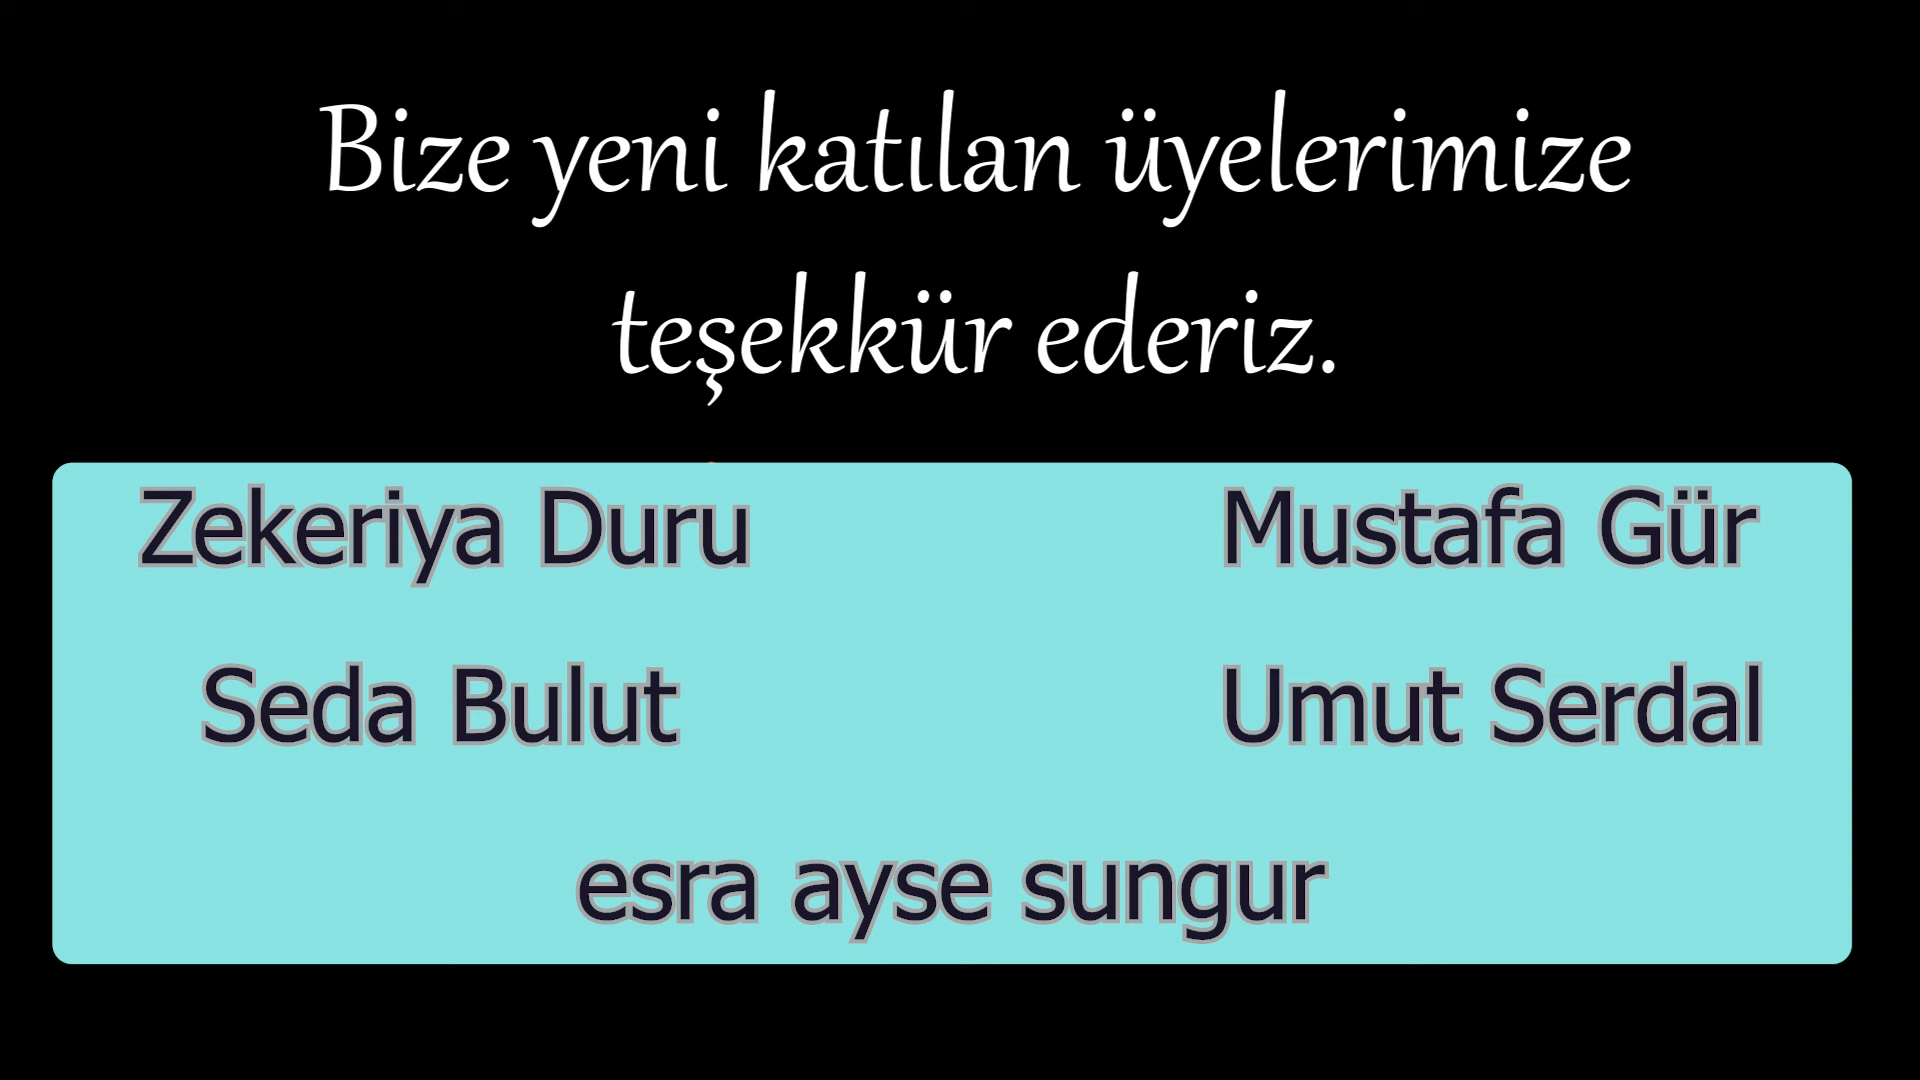 Bize yeni katılan üyelerimize
teşekkür ederiz.
Zekeriya Duru
Mustafa Gür
Seda Bulut
Umut Serdal
esra ayse sungur